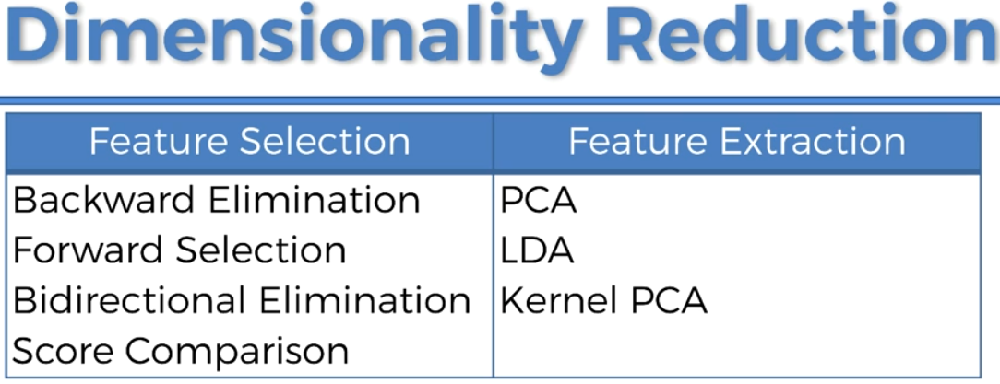 Dimensionality Reduction
Feature Selection
Feature Extraction
Backward Elimination
PCA
Forward Selection
LDA
Bidirectional Elimination
Kernel PCA
Score Comparison